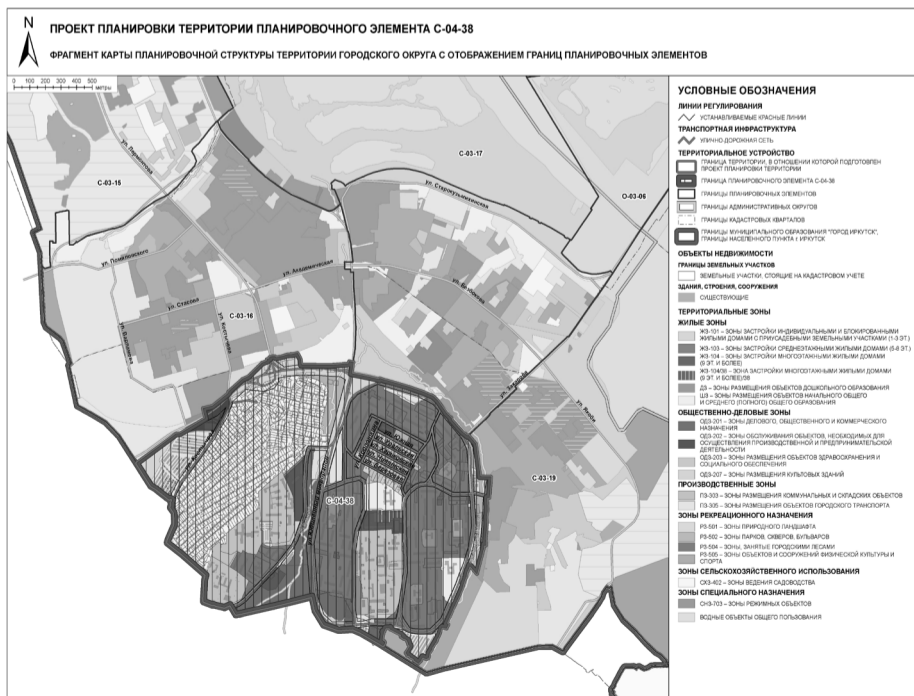 N
ПРОЕКТ ПЛАНИРОВКИ ТЕРРИТОРИИ ПЛАНИРОВОЧНОГО ЭЛЕМЕНТА С-04-38
ФРАГМЕНТ КАРТЫ ПЛАНИРОВОЧНОЙ СТРУКТУРЫ ТЕРРИТОРИИ ГОРОДСКОГО ОКРУГА С ОТОБРАЖЕНИЕМ ГРАНИЦ ПЛАНИРОВОЧНЫХ ЭЛЕМЕНТОВ
0 100 200 300 400 500
метры
С-03-15
С-03-17
О-03-06
ул. Лермонтова
ул. Старокузьмихинская
ул. Помяловского
ул. Академическая
ул. Стасова
С-03-16
С-04-38
С-03-19
УСЛОВНЫЕ ОБОЗНАЧЕНИЯ
ЛИНИИ РЕГУЛИРОВАНИЯ
УСТАНАВЛИВАЕМЫЕ КРАСНЫЕ ЛИНИИ
ТРАНСПОРТНАЯ ИНФРАСТРУКТУРА
УЛИЧНО-ДОРОЖНАЯ СЕТЬ
ТЕРРИТОРИАЛЬНОЕ УСТРОЙСТВО
ГРАНИЦА ТЕРРИТОРИИ, В ОТНОШЕНИИ КОТОРОЙ ПОДГОТОВЛЕН
ПРОЕКТ ПЛАНИРОВКИ ТЕРРИТОРИИ
ГРАНИЦА ПЛАНИРОВОЧНОГО ЭЛЕМЕНТА С-04-38
ГРАНИЦЫ ПЛАНИРОВОЧНЫХ ЭЛЕМЕНТОВ
ГРАНИЦЫ АДМИНИСТРАТИВНЫХ ОКРУГОВ
ГРАНИЦЫ КАДАСТРОВЫХ КВАРТАЛОВ
ГРАНИЦЫ МУНИЦИПАЛЬНОГО ОБРАЗОВАНИЯ "ГОРОД ИРКУТСК",
ГРАНИЦЫ НАСЕЛЕННОГО ПУНКТА г.ИРКУТСК
ОБЪЕКТЫ НЕДВИЖИМОСТИ
ГРАНИЦЫ ЗЕМЕЛЬНЫХ УЧАСТКОВ
ЗЕМЕЛЬНЫЕ УЧАСТКИ, СТОЯЩИЕ НА КАДАСТРОВОМ УЧЕТЕ
ЗДАНИЯ, СТРОЕНИЯ, СООРУЖЕНИЯ
СУЩЕСТВУЮЩИЕ
ТЕРРИТОРИАЛЬНЫЕ ЗОНЫ
ЖИЛЫЕ ЗОНЫ
ЖЗ-101 – ЗОНЫ ЗАСТРОЙКИ ИНДИВИДУАЛЬНЫМИ И БЛОКИРОВАННЫМИ
ЖИЛЫМИ ДОМАМИ С ПРИУСАДЕБНЫМИ ЗЕМЕЛЬНЫМИ УЧАСТКАМИ (1-3 ЭТ.)
ЖЗ-103 – ЗОНЫ ЗАСТРОЙКИ СРЕДНЕЭТАЖНЫМИ ЖИЛЫМИ ДОМАМИ (5-8 ЭТ.)
ЖЗ-104 – ЗОНЫ ЗАСТРОЙКИ МНОГОЭТАЖНЫМИ ЖИЛЫМИ ДОМАМИ
(9 ЭТ. И БОЛЕЕ)
ЖЗ-104/38 – ЗОНА ЗАСТРОЙКИ МНОГОЭТАЖНЫМИ ЖИЛЫМИ ДОМАМИ
(9 ЭТ. И БОЛЕЕ)/38
ДЗ – ЗОНЫ РАЗМЕЩЕНИЯ ОБЪЕКТОВ ДОШКОЛЬНОГО ОБРАЗОВАНИЯ
ШЗ – ЗОНЫ РАЗМЕЩЕНИЯ ОБЪЕКТОВ НАЧАЛЬНОГО ОБЩЕГО
И СРЕДНЕГО (ПОЛНОГО) ОБЩЕГО ОБРАЗОВАНИЯ
ОБЩЕСТВЕННО-ДЕЛОВЫЕ ЗОНЫ
ОДЗ-201 – ЗОНЫ ДЕЛОВОГО, ОБЩЕСТВЕННОГО И КОММЕРЧЕСКОГО
НАЗНАЧЕНИЯ
ОДЗ-202 – ЗОНЫ ОБСЛУЖИВАНИЯ ОБЪЕКТОВ, НЕОБХОДИМЫХ ДЛЯ
ОСУЩЕСТВЛЕНИЯ ПРОИЗВОДСТВЕННОЙ И ПРЕДПРИНИМАТЕЛЬСКОЙ
ДЕЯТЕЛЬНОСТИ
ОДЗ-203 – ЗОНЫ РАЗМЕЩЕНИЯ ОБЪЕКТОВ ЗДРАВООХРАНЕНИЯ И
СОЦИАЛЬНОГО ОБЕСПЕЧЕНИЯ
ОДЗ-207 – ЗОНЫ РАЗМЕЩЕНИЯ КУЛЬТОВЫХ ЗДАНИЙ
ПРОИЗВОДСТВЕННЫЕ ЗОНЫ
ПЗ-303 – ЗОНЫ РАЗМЕЩЕНИЯ КОММУНАЛЬНЫХ И СКЛАДСКИХ ОБЪЕКТОВ
ПЗ-305 – ЗОНЫ РАЗМЕЩЕНИЯ ОБЪЕКТОВ ГОРОДСКОГО ТРАНСПОРТА
ЗОНЫ РЕКРЕАЦИОННОГО НАЗНАЧЕНИЯ
РЗ-501 – ЗОНЫ ПРИРОДНОГО ЛАНДШАФТА
РЗ-502 – ЗОНЫ ПАРКОВ, СКВЕРОВ, БУЛЬВАРОВ
РЗ-504 – ЗОНЫ, ЗАНЯТЫЕ ГОРОДСКИМИ ЛЕСАМИ
РЗ-505 – ЗОНЫ ОБЪЕКТОВ И СООРУЖЕНИЙ ФИЗИЧЕСКОЙ КУЛЬТУРЫ И
СПОРТА
ЗОНЫ СЕЛЬСКОХОЗЯЙСТВЕННОГО ИСПОЛЬЗОВАНИЯ
СХЗ-402 – ЗОНЫ ВЕДЕНИЯ САДОВОДСТВА
ЗОНЫ СПЕЦИАЛЬНОГО НАЗНАЧЕНИЯ
СНЗ-703 – ЗОНЫ РЕЖИМНЫХ ОБЪЕКТОВ
ВОДНЫЕ ОБЪЕКТЫ ОБЩЕГО ПОЛЬЗОВАНИЯ